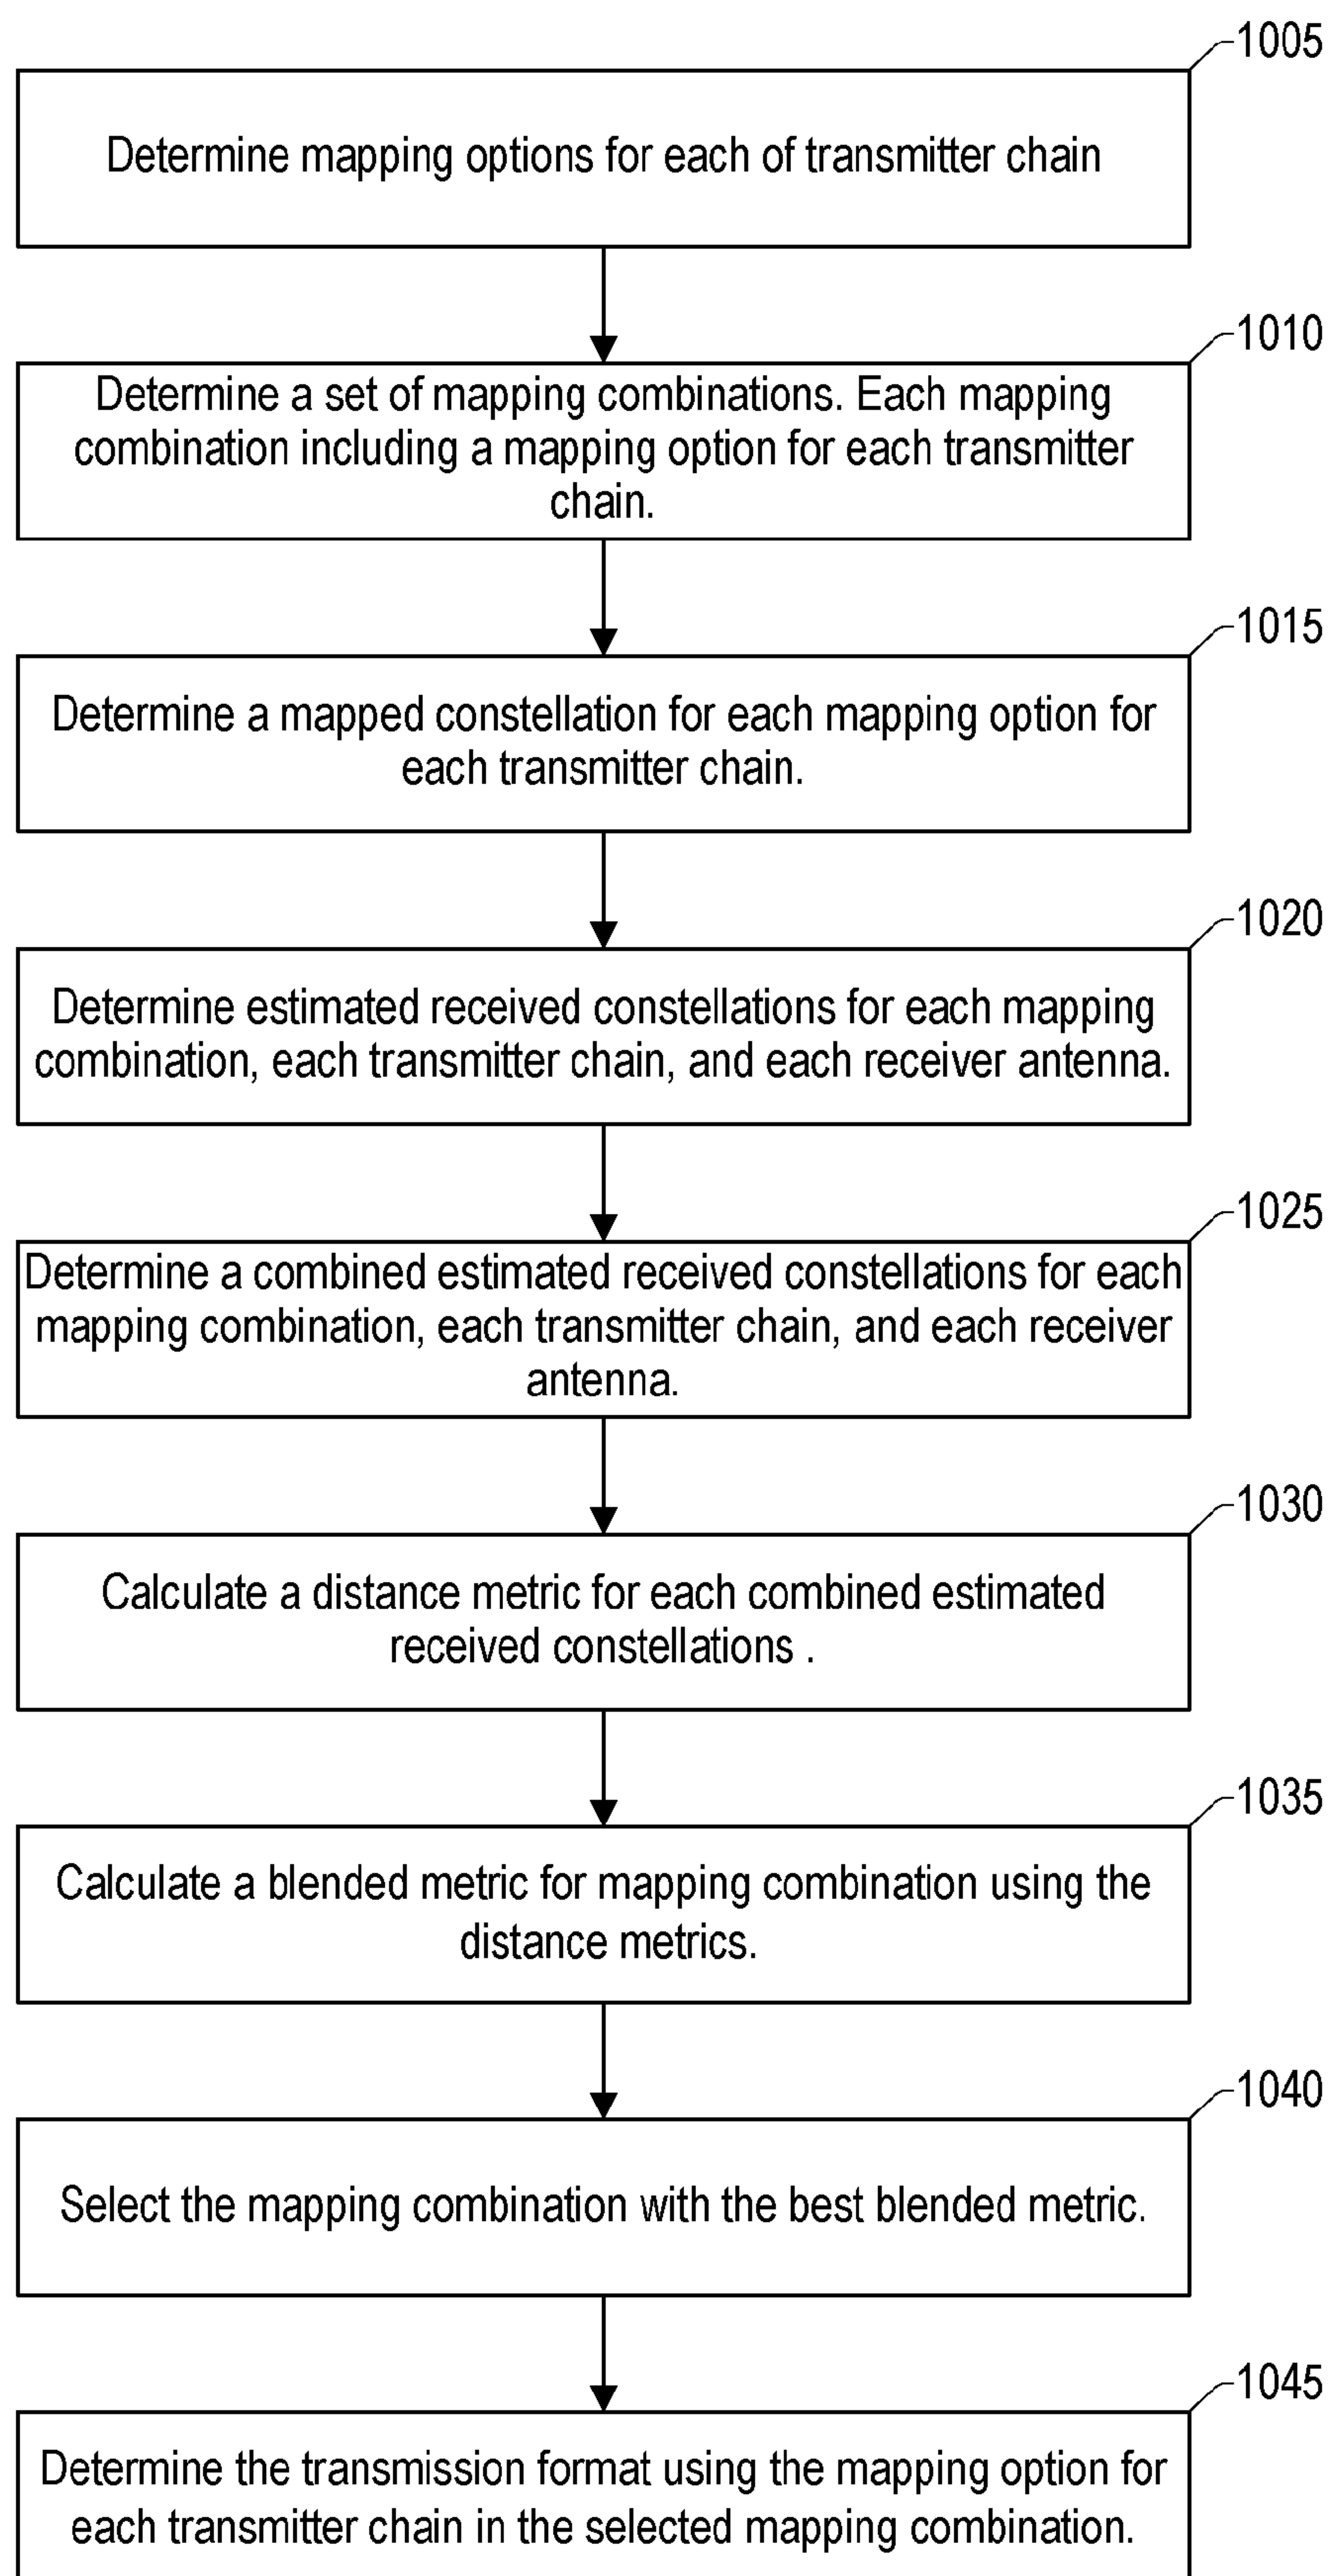 1005
Determine mapping options for each of transmitter chain
1010
Determine a set of mapping combinations. Each mapping
combination including a mapping option for each transmitter
chain.
1015
Determine a mapped constellation for each mapping option for
each transmitter chain.
1020
Determine estimated received constellations for each mapping
combination, each transmitter chain, and each receiver antenna.
1025
Determine a combined estimated received constellations for each
mapping combination, each transmitter chain, and each receiver
antenna.
1030
Calculate a distance metric for each combined estimated
received constellations .
1035
Calculate a blended metric for mapping combination using the
distance metrics.
1040
Select the mapping combination with the best blended metric.
1045
Determine the transmission format using the mapping option for
each transmitter chain in the selected mapping combination.